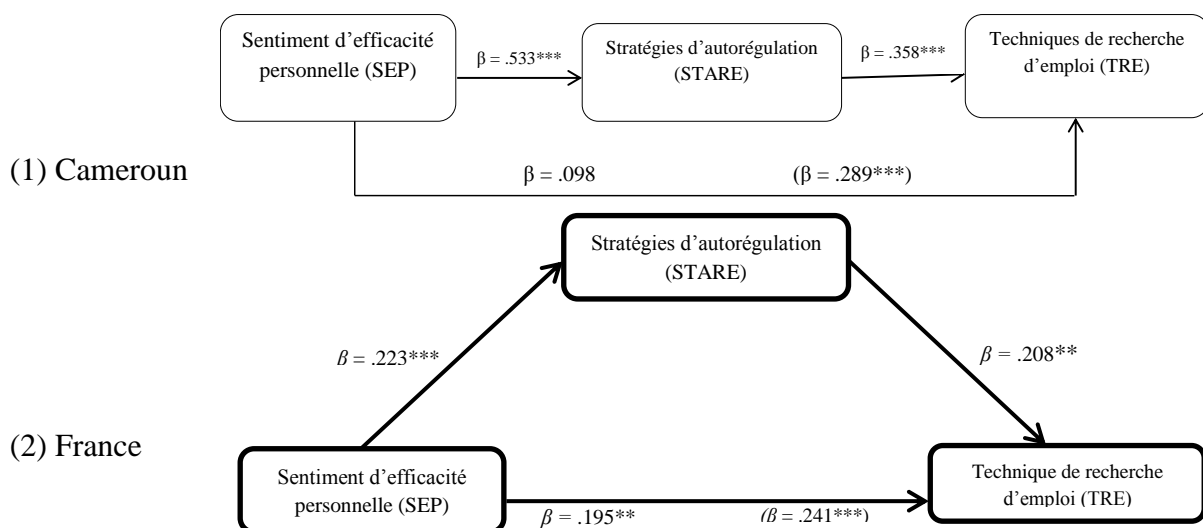 Sentiment d’efficacité
personnelle (SEP)
β = .533***
Stratégies d’autorégulation
(STARE)
β = .358***
Techniques de recherche
d’emploi (TRE)
(1) Cameroun
β = .098
(β = .289***)
Stratégies d’autorégulation
(STARE)
β = .223***
β = .208**
(2) France
Sentiment d’efficacité
personnelle (SEP)
Technique de recherche
d’emploi (TRE)
β = .195**
(β = .241***)